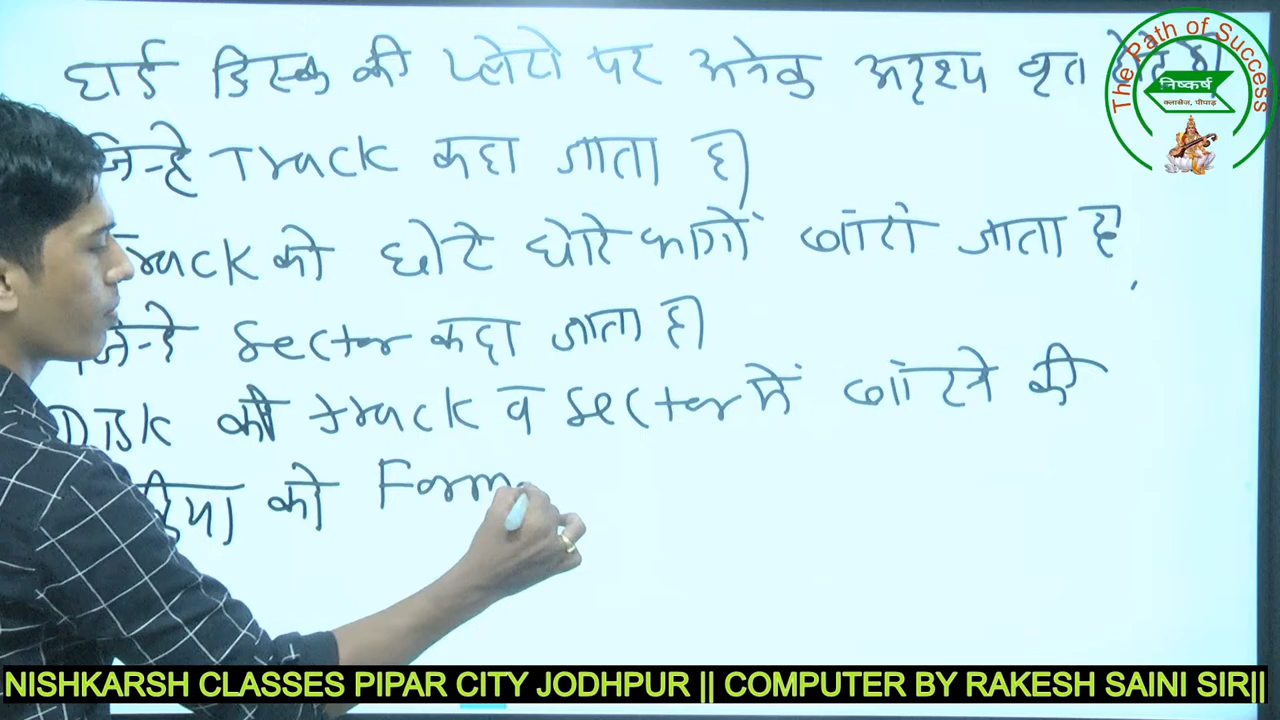 हार्ड डिस्क की प्लेटो पर अनेक अदृश्य वृत होते है
जिन्हे Track कहा जाता है।
Track को छोटे छोटे भागों बांटा जाता है,
जिन्हे Sector कहा जाता है।
Disk को track व sector में बांटने की
को Form
The Path of Success
निष्कर्ष
क्लासेज, पीपाड़
NISHKARSH CLASSES PIPAR CITY JODHPUR || COMPUTER BY RAKESH SAINI SIR||